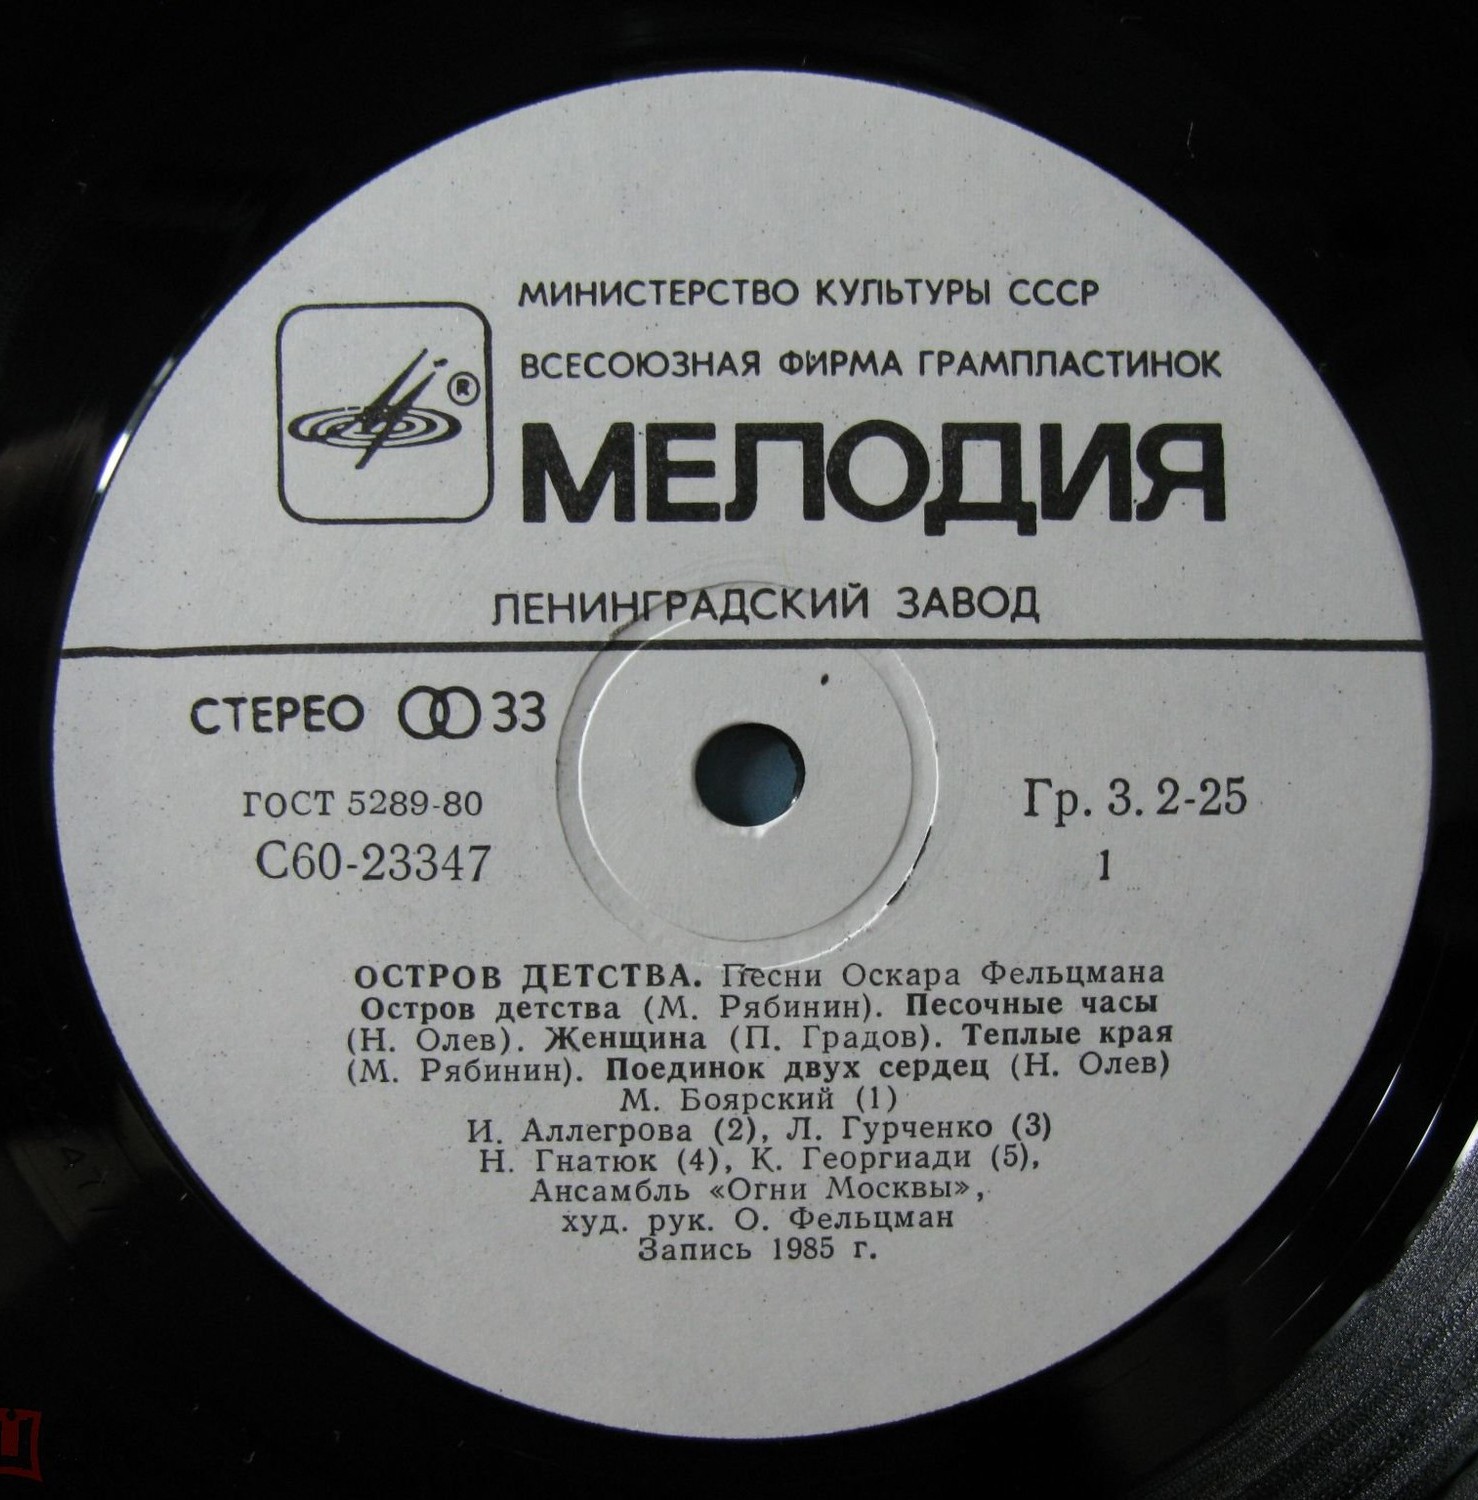 МИНИСТЕРСТВО КУЛЬТУРЫ СССР
ВСЕСОЮЗНАЯ ФИРМА ГРАМПЛАСТИНОК
®
МЕЛОДИЯ
ЛЕНИНГРАДСКИЙ ЗАВОД
СТЕРЕО 33
ГОСТ 5289-80
Гр. 3. 2-25
С60-23347
1
ОСТРОВ ДЕТСТВА. Песни Оскара Фельцмана
Остров детства (М. Рябинин). Песочные часы
(Н. Олев). Женщина (П. Градов). Теплые края
(М. Рябинин). Поединок двух сердец (Н. Олев)
М. Боярский (1)
И. Аллегрова (2), Л. Гурченко (3)
Н. Гнатюк (4), К. Георгиади (5),
Ансамбль «Огни Москвы»,
худ. рук. О. Фельцман
Запись 1985 г.